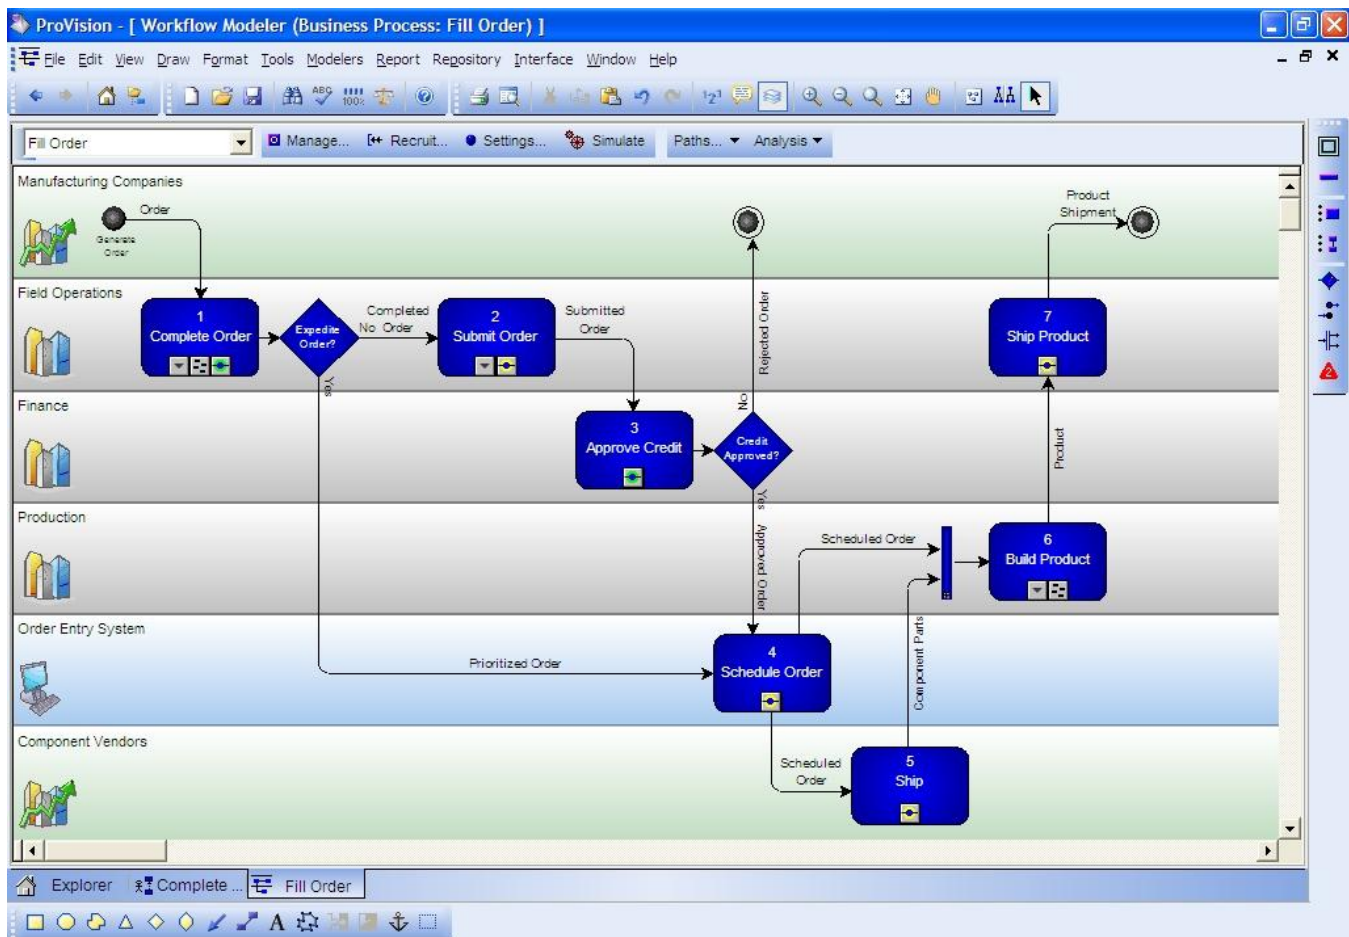 ProVision - [ Workflow Modeler (Business Process: Fill Order) ]
File Edit View Draw Format Tools Modelers Report Repository Interface Window Help
ABC
100%
1²³
Fill Order
Manage... Recruit... Settings... Simulate Paths... Analysis
Manufacturing Companies
Order
Generate
Order
Product
Shipment
Field Operations
1
Complete Order
Expedite
Order?
Completed
No Order
Yes
2
Submit Order
Submitted
Order
Rejected Order
No
7
Ship Product
Finance
3
Approve Credit
Credit
Approved?
Yes
Approved Order
Product
Production
Scheduled Order
6
Build Product
Order Entry System
Prioritized Order
4
Schedule Order
Component Parts
Component Vendors
Scheduled
Order
5
Ship
Explorer Complete ... Fill Order
A